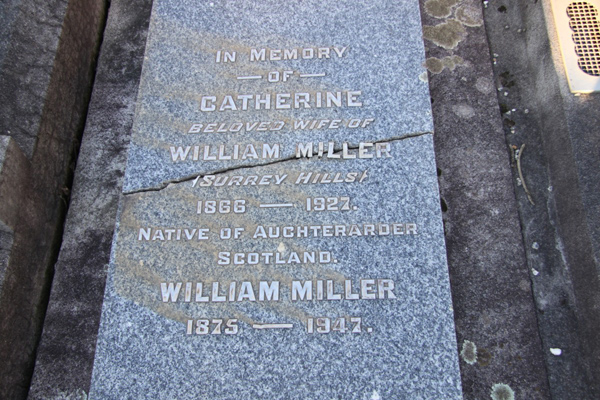 IN MEMORY
— OF —
CATHERINE
BELOVED WIFE OF
WILLIAM MILLER
(SURREY HILLS)
1866 — 1927.
NATIVE OF AUCHTERARDER
SCOTLAND.
WILLIAM MILLER
1875 — 1947.